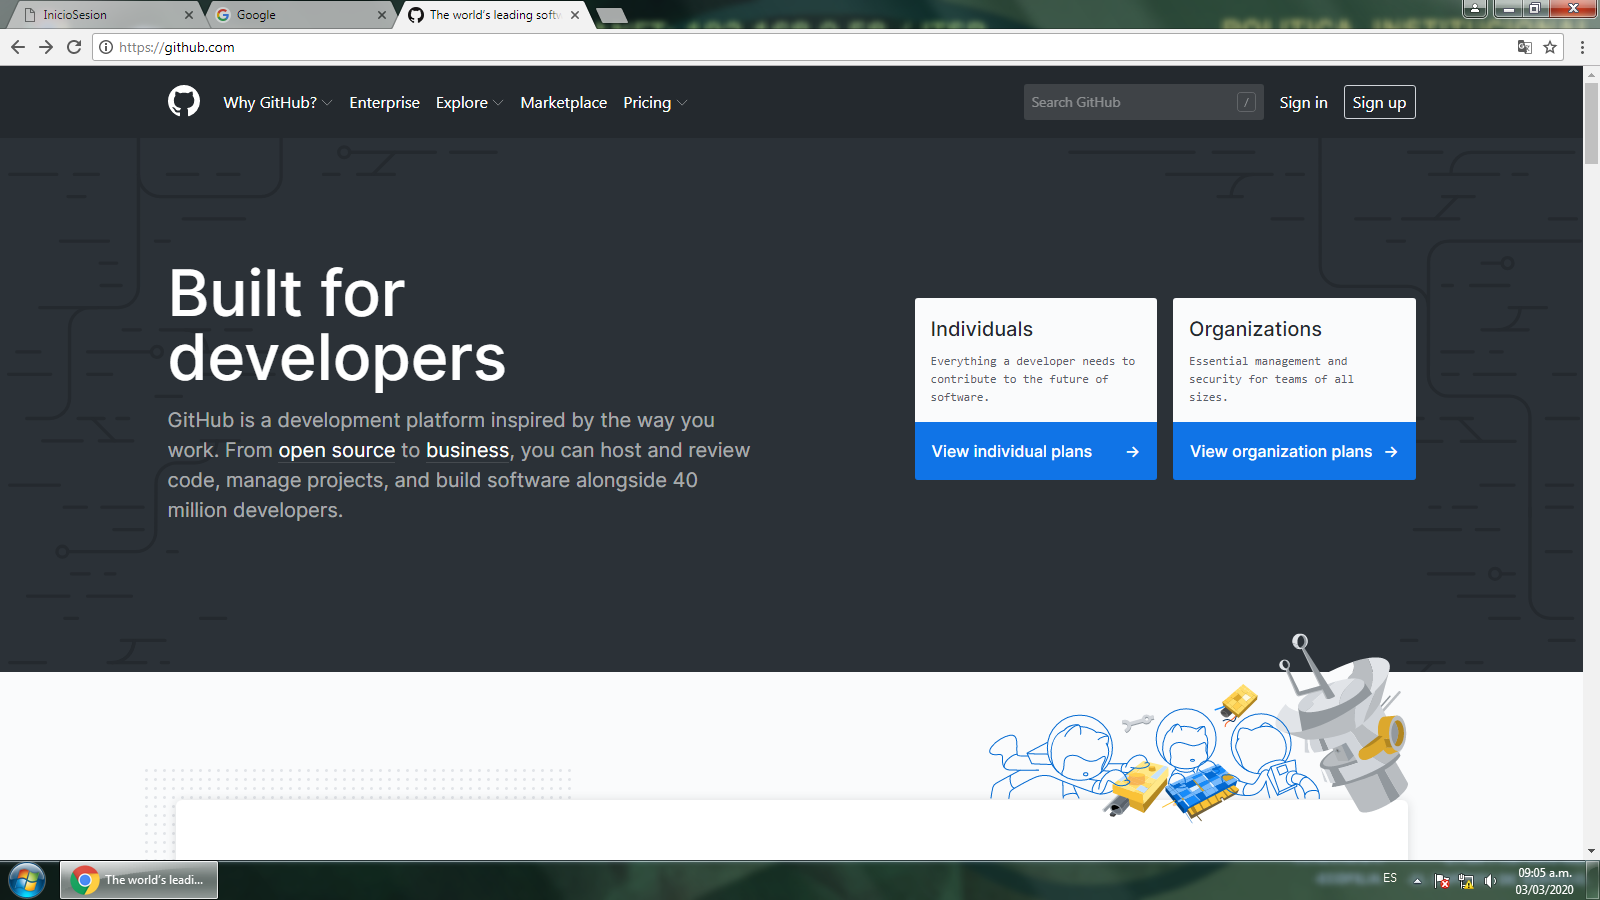 InicioSesion
Google
The world's leading softw
https://github.com
Why GitHub?
Enterprise
Explore
Marketplace
Pricing
Search GitHub
/
Sign in
Sign up
Built for
developers
GitHub is a development platform inspired by the way you
work. From open source to business, you can host and review
code, manage projects, and build software alongside 40
million developers.
Individuals
Everything a developer needs to
contribute to the future of
software.
View individual plans
Organizations
Essential management and
security for teams of all
sizes.
View organization plans
The world's leadi...
ES
09:05 a.m.
03/03/2020